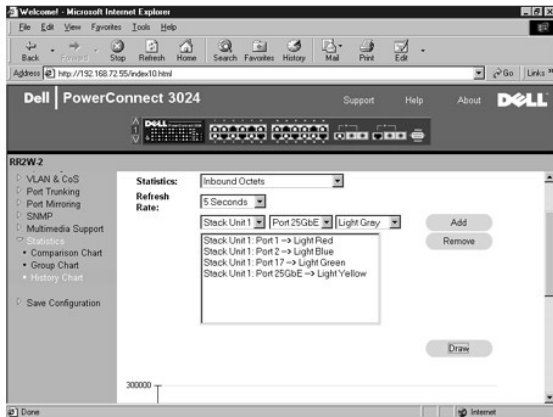 Welcome! - Microsoft Internet Explorer
File Edit View Favorites Tools Help
Back Forward Stop Refresh Home Search Favorites History Mail Print Edit
Address http://192.168.72.55/index10.html Go Links »
Dell | PowerConnect 3024 Support Help About DELL
DELL
RR2W-2
VLAN & CoS
Port Trunking
Port Mirroring
SNMP
Multimedia Support
Statistics
Comparison Chart
Group Chart
History Chart
Save Configuration
Statistics: Inbound Octets
Refresh Rate: 5 Seconds
Stack Unit 1 Port 25GbE Light Gray Add
Remove
Stack Unit 1: Port 1 --> Light Red
Stack Unit 1: Port 2 --> Light Blue
Stack Unit 1: Port 17 --> Light Green
Stack Unit 1: Port 25GbE --> Light Yellow
Draw
300000
Done Internet